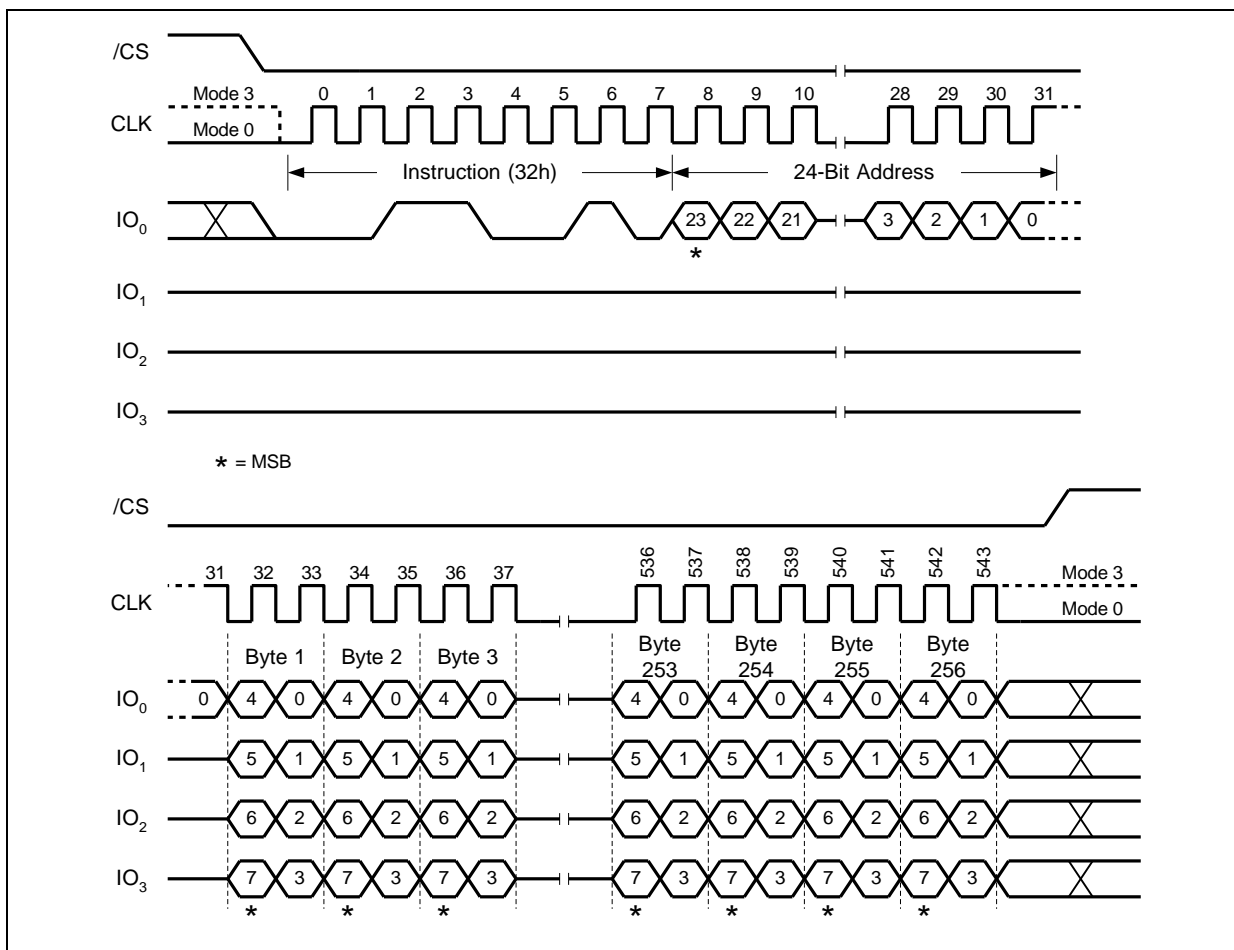 /CS
Mode 3 0 1 2 3 4 5 6 7 8 9 10 28 29 30 31
CLK
Mode 0
Instruction (32h) 24-Bit Address
IO0 23 22 21 3 2 1 0
*
IO1
IO2
IO3
* = MSB
/CS
31 32 33 34 35 36 37 536 537 538 539 540 541 542 543 Mode 3
CLK Mode 0
Byte 1 Byte 2 Byte 3 Byte 253 Byte 254 Byte 255 Byte 256
IO0 0 4 0 4 0 4 0 4 0 4 0 4 0 4 0
IO1 5 1 5 1 5 1 5 1 5 1 5 1 5 1
IO2 6 2 6 2 6 2 6 2 6 2 6 2 6 2
IO3 7 3 7 3 7 3 7 3 7 3 7 3 7 3
* * * * * * *